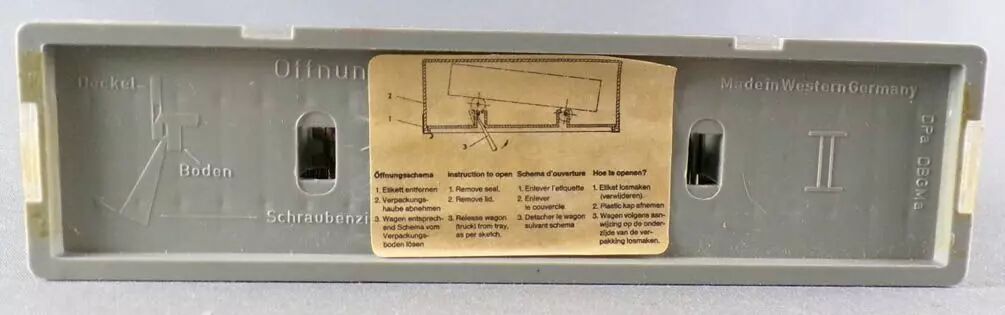 Deckel
Öffnun
Boden
Schraubenzi
2
1
3
Öffnungsschema
1. Etikett entfernen
2. Verpackungs-
haube abnehmen
3. Wagen entsprech-
end Schema vom
Verpackungs-
boden lösen
Instruction to open
1. Remove seal.
2. Remove lid.
3. Release wagon
(truck) from tray,
as per sketch.
Schema d'ouverture
1. Enlever l'étiquette
2. Enlever
le couvercle
3. Détacher le wagon
suivant schema
Hoe te openen?
1. Etiket losmaken
(verwijderen).
2. Plastic kap afnemen
3. Wagen volgens aan-
wijzing op de onder-
zijde van de ver-
pakking losmaken.
Made in Western Germany
II
DPa DBGMa